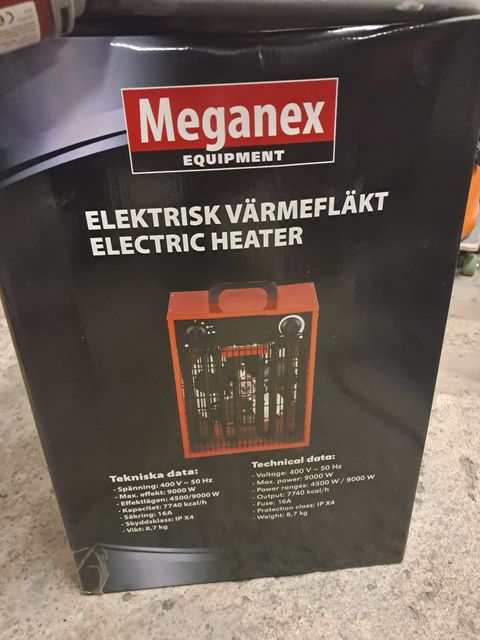 Meganex
EQUIPMENT
ELEKTRISK VÄRMEFLÄKT
ELECTRIC HEATER
Tekniska data:
- Spänning: 400 V ~ 50 Hz
- Max. effekt: 9000 W
- Effektlägen: 4500/9000 W
- Kapacitet: 7740 kcal/h
- Säkring: 16A
- Skyddsklass: IP X4
- Vikt: 8,7 kg
Technical data:
- Voltage: 400 V ~ 50 Hz
- Max. power: 9000 W
- Power ranges: 4500 W / 9000 W
- Output: 7740 kcal/h
- Fuse: 16A
- Protection class: IP X4
- Weight: 8,7 kg